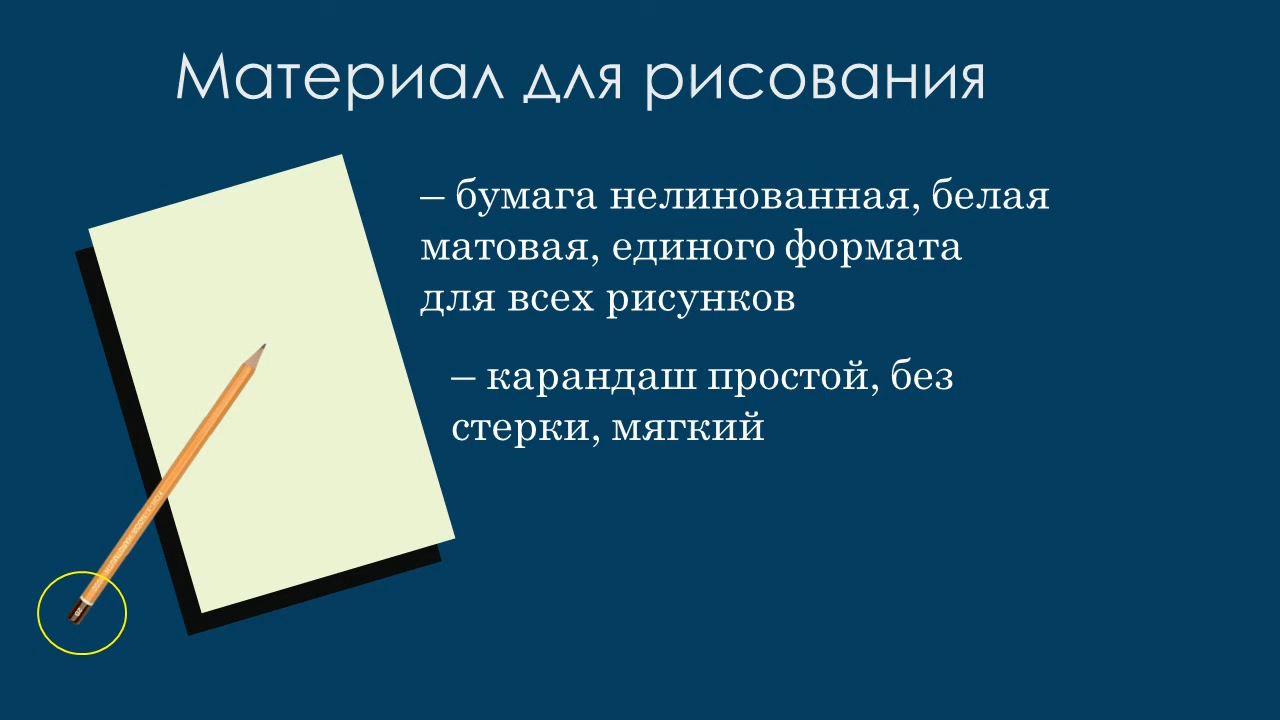 Материал для рисования
– бумага нелинованная, белая
матовая, единого формата
для всех рисунков
– карандаш простой, без
стерки, мягкий